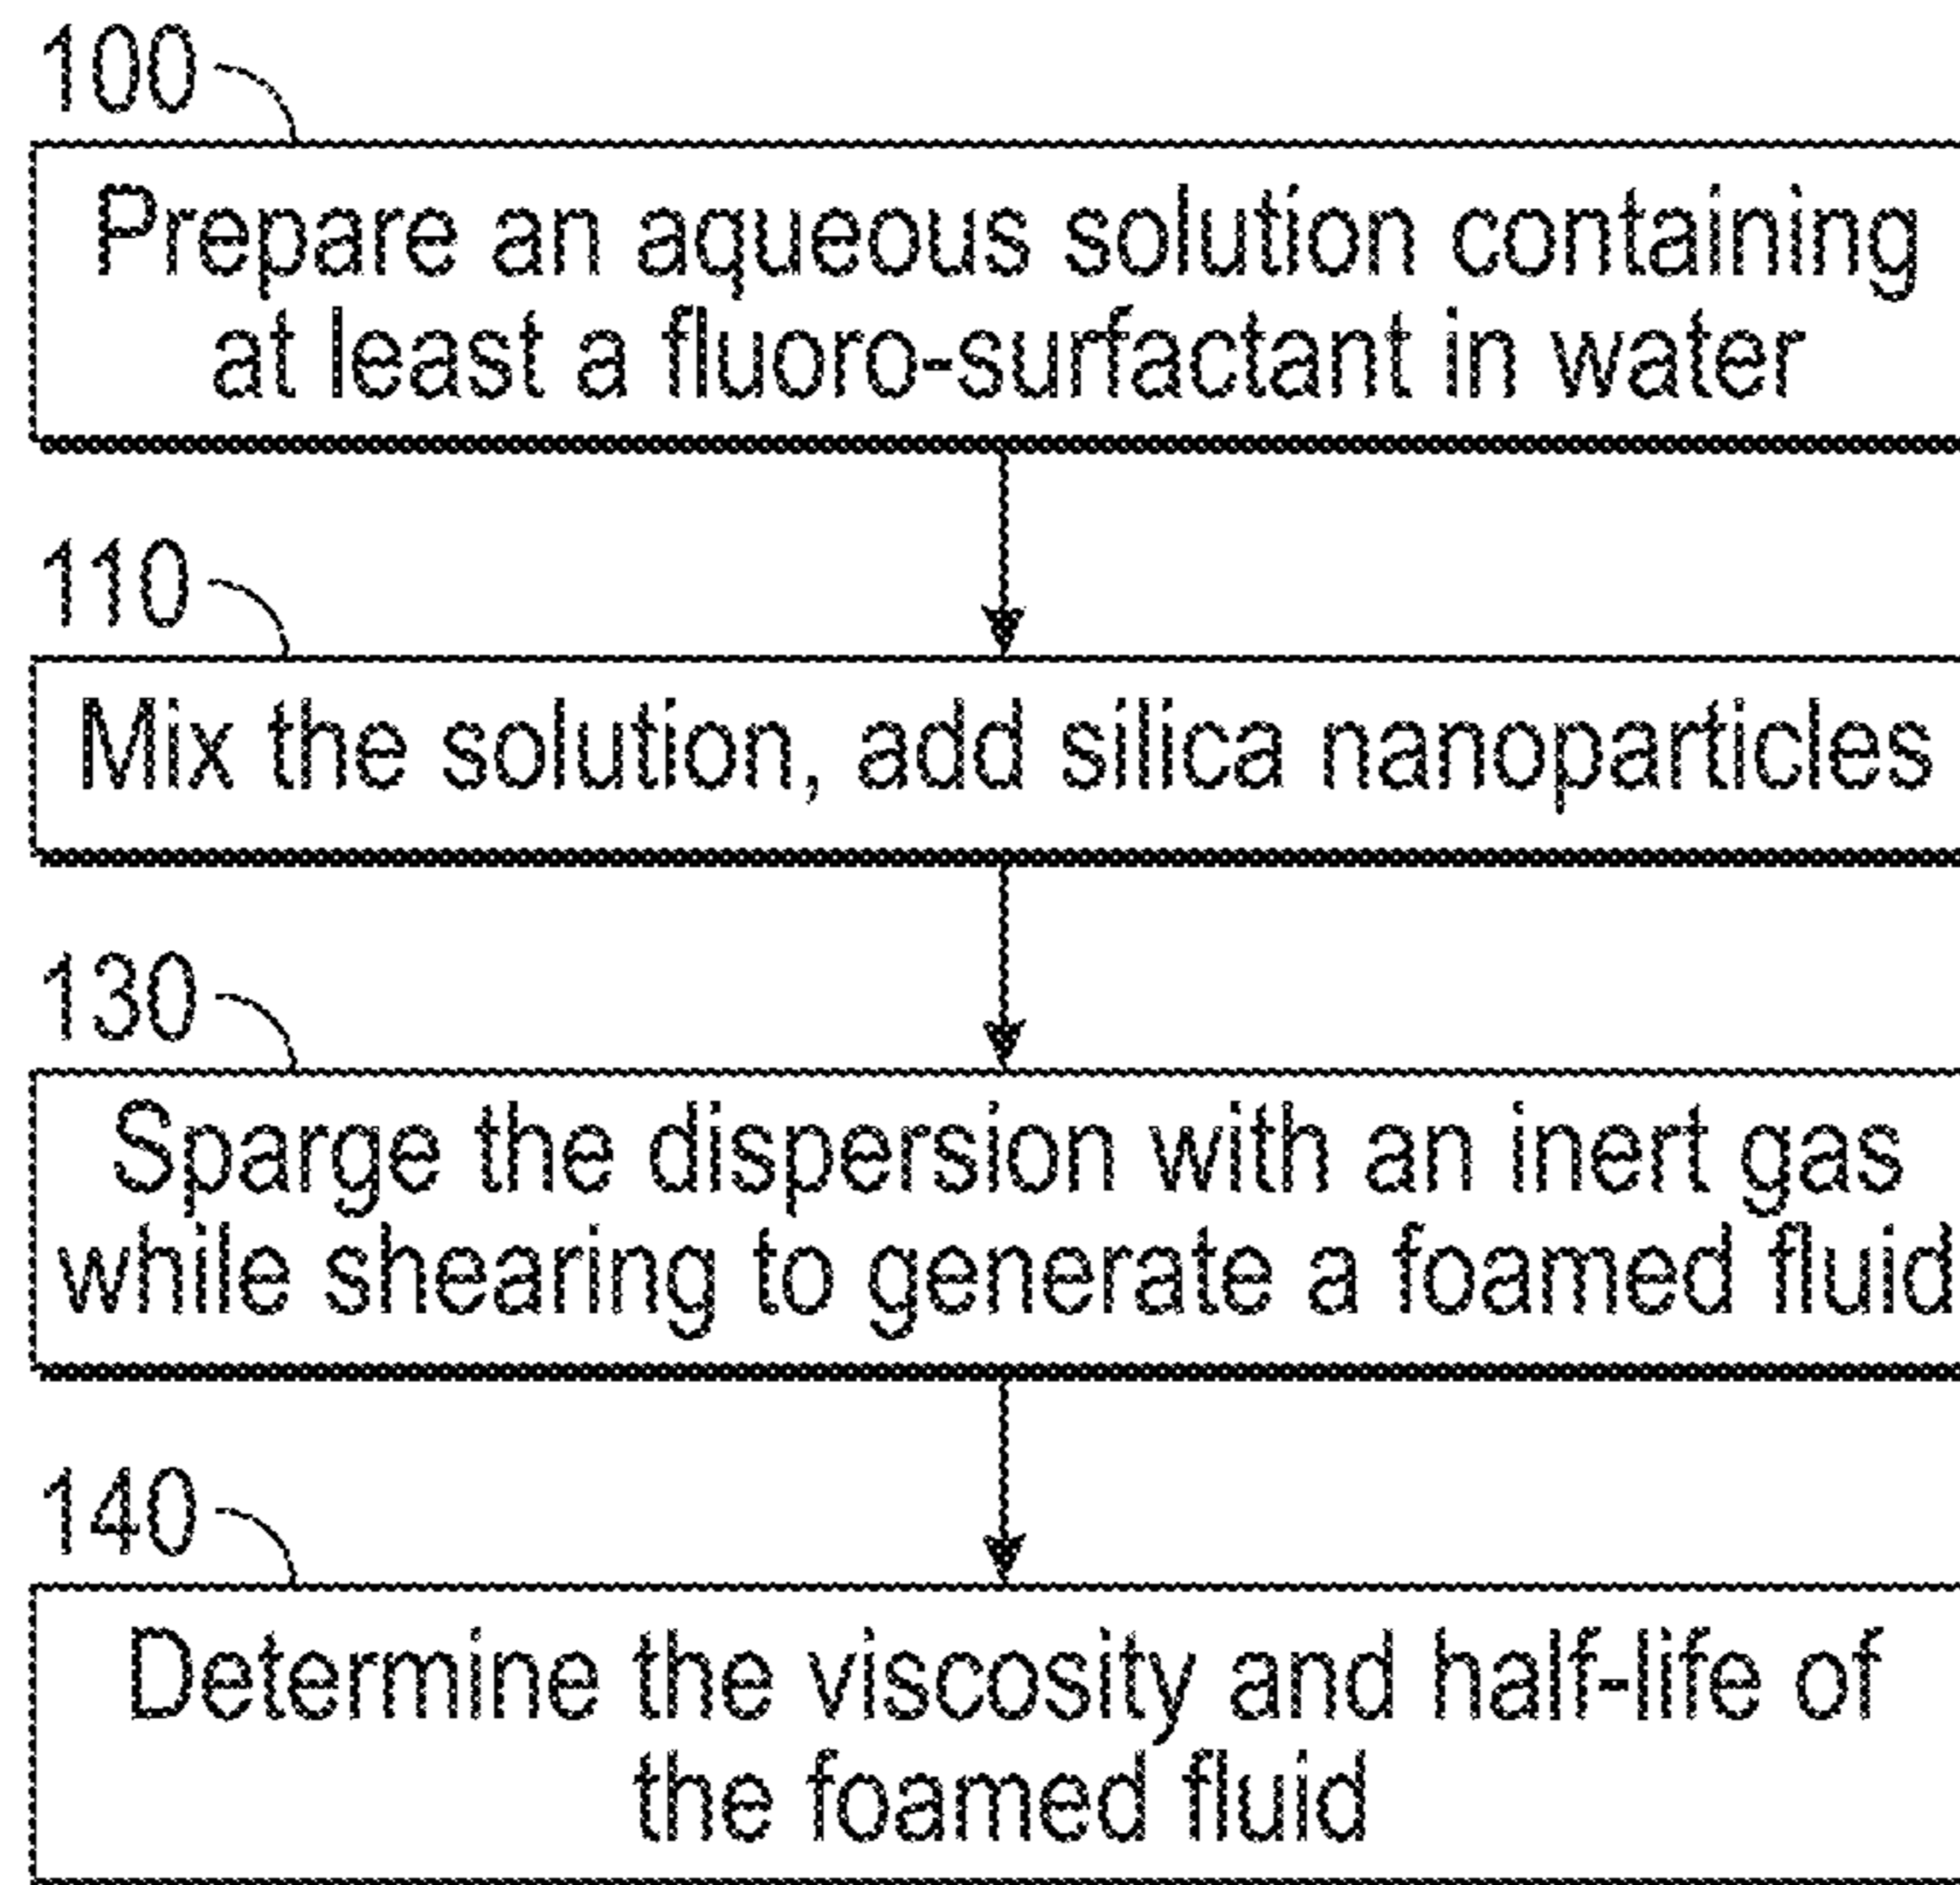 100
Prepare an aqueous solution containing
at least a fluoro-surfactant in water
110
Mix the solution, add silica nanoparticles
130
Sparge the dispersion with an inert gas
while shearing to generate a foamed fluid
140
Determine the viscosity and half-life of
the foamed fluid